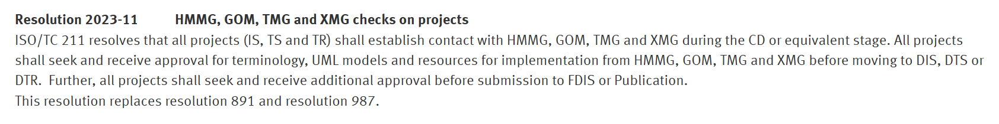 Resolution 2023-11 HMMG, GOM, TMG and XMG checks on projects
ISO/TC 211 resolves that all projects (IS, TS and TR) shall establish contact with HMMG, GOM, TMG and XMG during the CD or equivalent stage. All projects
shall seek and receive approval for terminology, UML models and resources for implementation from HMMG, GOM, TMG and XMG before moving to DIS, DTS or
DTR.  Further, all projects shall seek and receive additional approval before submission to FDIS or Publication.
This resolution replaces resolution 891 and resolution 987.